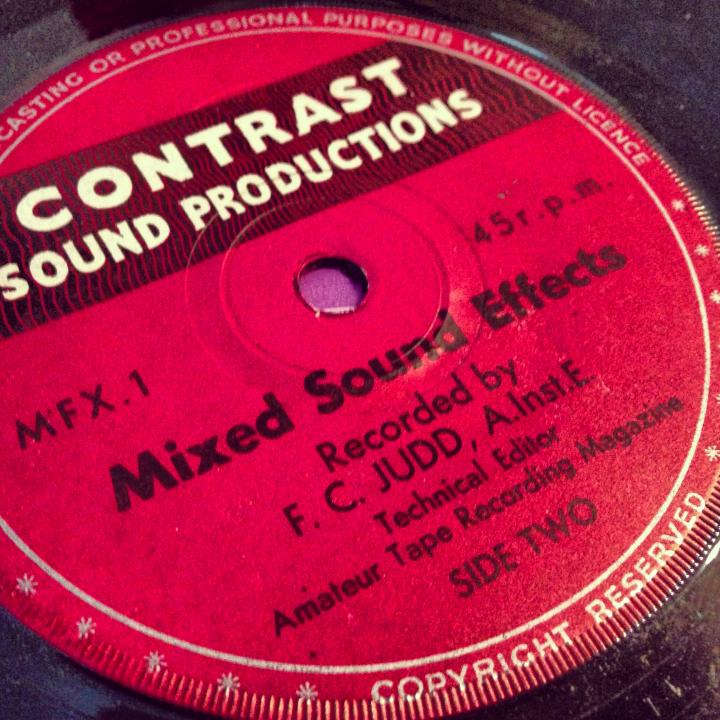 CASTING OR PROFESSIONAL PURPOSES WITHOUT LICENCE
CONTRAST
SOUND PRODUCTIONS
45 r.p.m.
MFX.1
Mixed Sound Effects
Recorded by
F. C. JUDD, A.Inst.E.
Technical Editor
Amateur Tape Recording Magazine
SIDE TWO
COPYRIGHT RESERVED